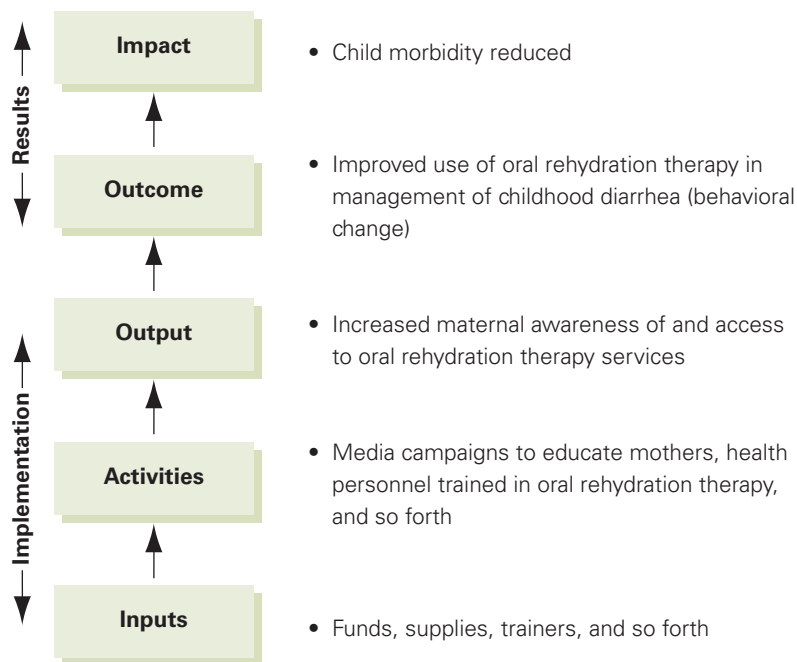 Impact
• Child morbidity reduced
Results
Outcome
• Improved use of oral rehydration therapy in
management of childhood diarrhea (behavioral
change)
Output
• Increased maternal awareness of and access
to oral rehydration therapy services
Implementation
Activities
• Media campaigns to educate mothers, health
personnel trained in oral rehydration therapy,
and so forth
Inputs
• Funds, supplies, trainers, and so forth